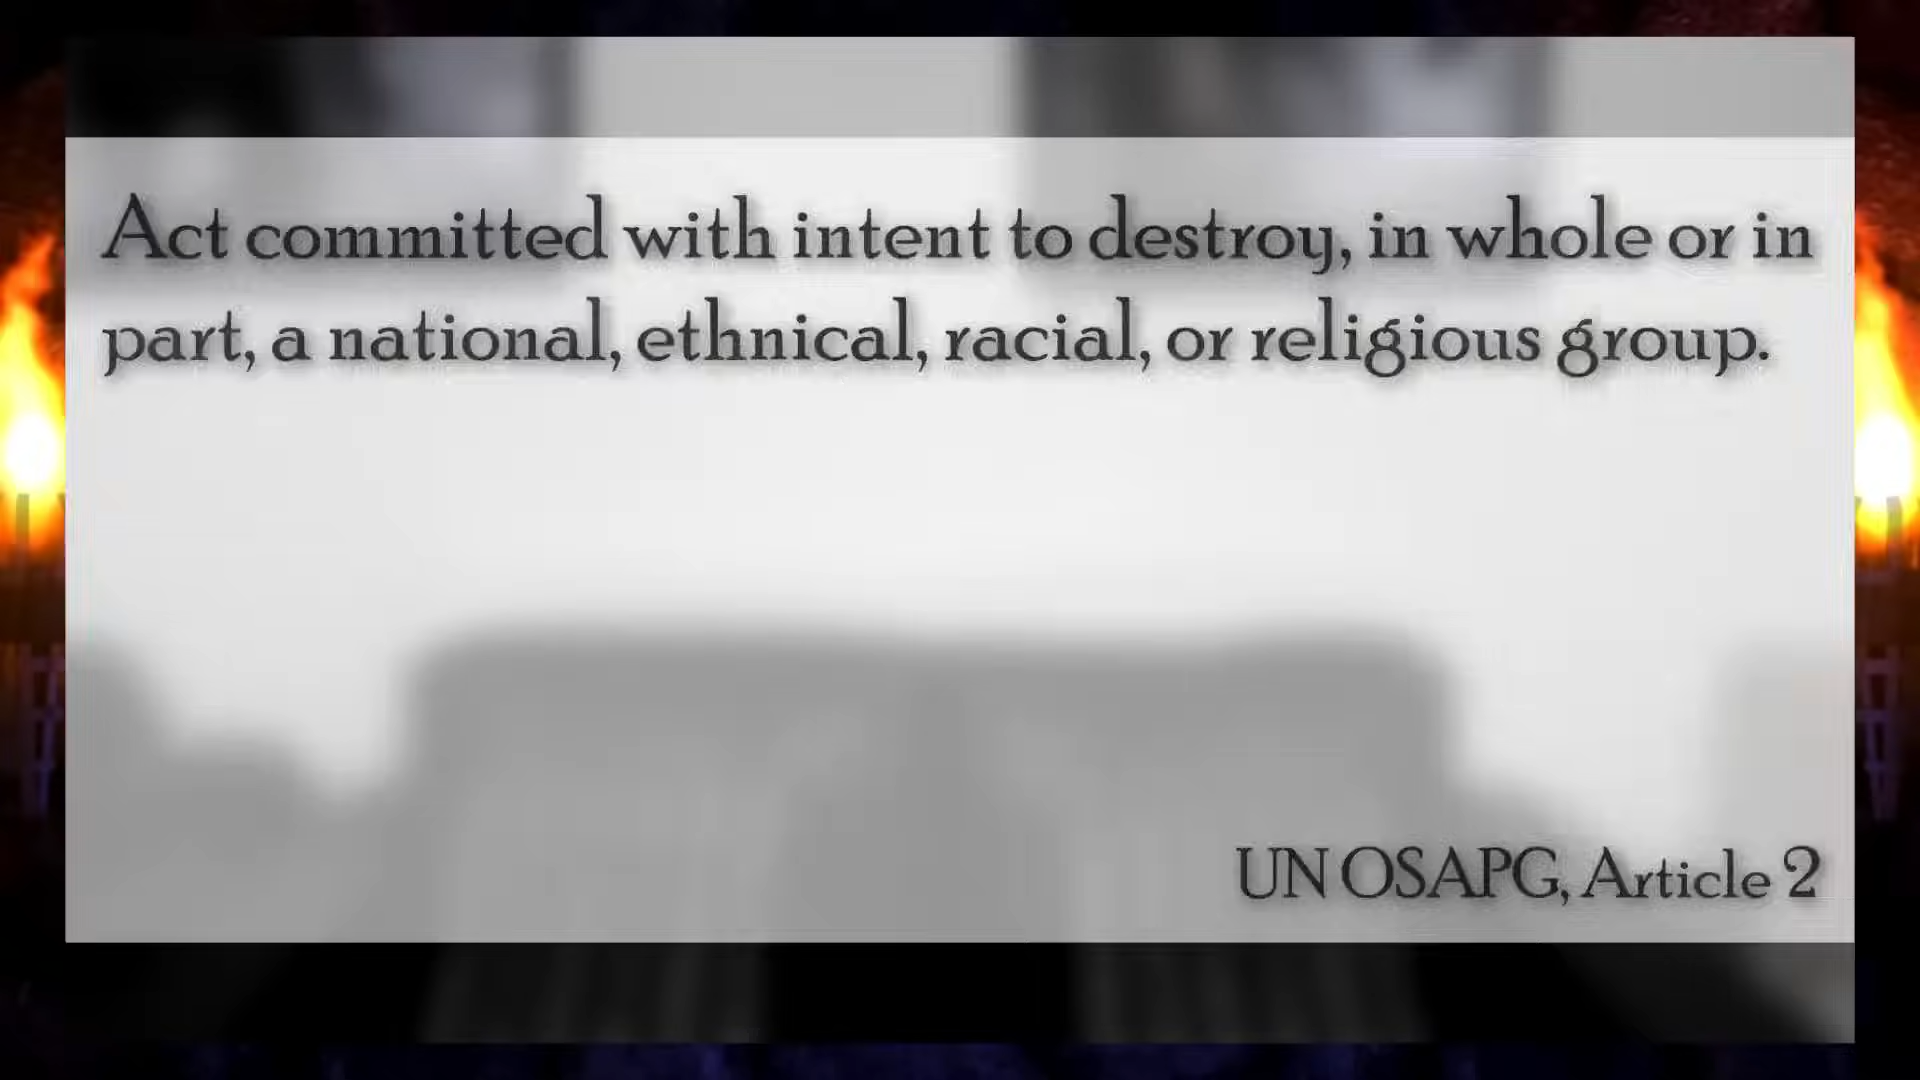 Act committed with intent to destroy, in whole or in
part, a national, ethnical, racial, or religious group.
UN OSAPG, Article 2